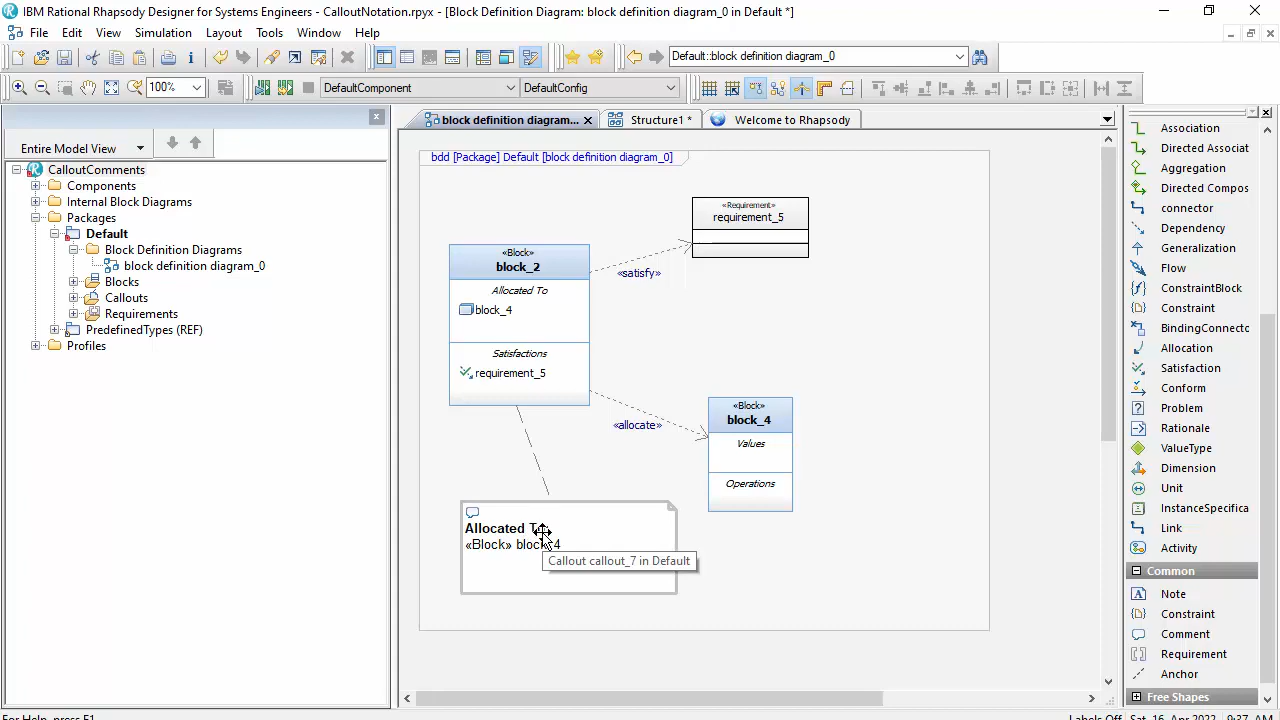 IBM Rational Rhapsody Designer for Systems Engineers - CalloutNotation.rpyx - [Block Definition Diagram: block definition diagram_0 in Default *]
File Edit View Simulation Layout Tools Window Help
Default::block definition diagram_0
100% DefaultComponent DefaultConfig
block definition diagram... Structure1 * Welcome to Rhapsody
Entire Model View
CalloutComments
Components
Internal Block Diagrams
Packages
Default
Block Definition Diagrams
block definition diagram_0
Blocks
Callouts
Requirements
PredefinedTypes (REF)
Profiles
bdd [Package] Default [block definition diagram_0]
«Requirement»
requirement_5
«Block»
block_2
Allocated To
block_4
Satisfactions
requirement_5
«satisfy»
«allocate»
«Block»
block_4
Values
Operations
Allocated
«Block»
Callout callout_7 in Default
Association
Directed Associat
Aggregation
Directed Compos
connector
Dependency
Generalization
Flow
ConstraintBlock
Constraint
BindingConnecto
Allocation
Satisfaction
Conform
Problem
Rationale
ValueType
Dimension
Unit
InstanceSpecifica
Link
Activity
Common
Note
Constraint
Comment
Requirement
Anchor
Free Shapes
For Help, press F1
Labels Off Sat, 16, Apr 2022 9:37 AM